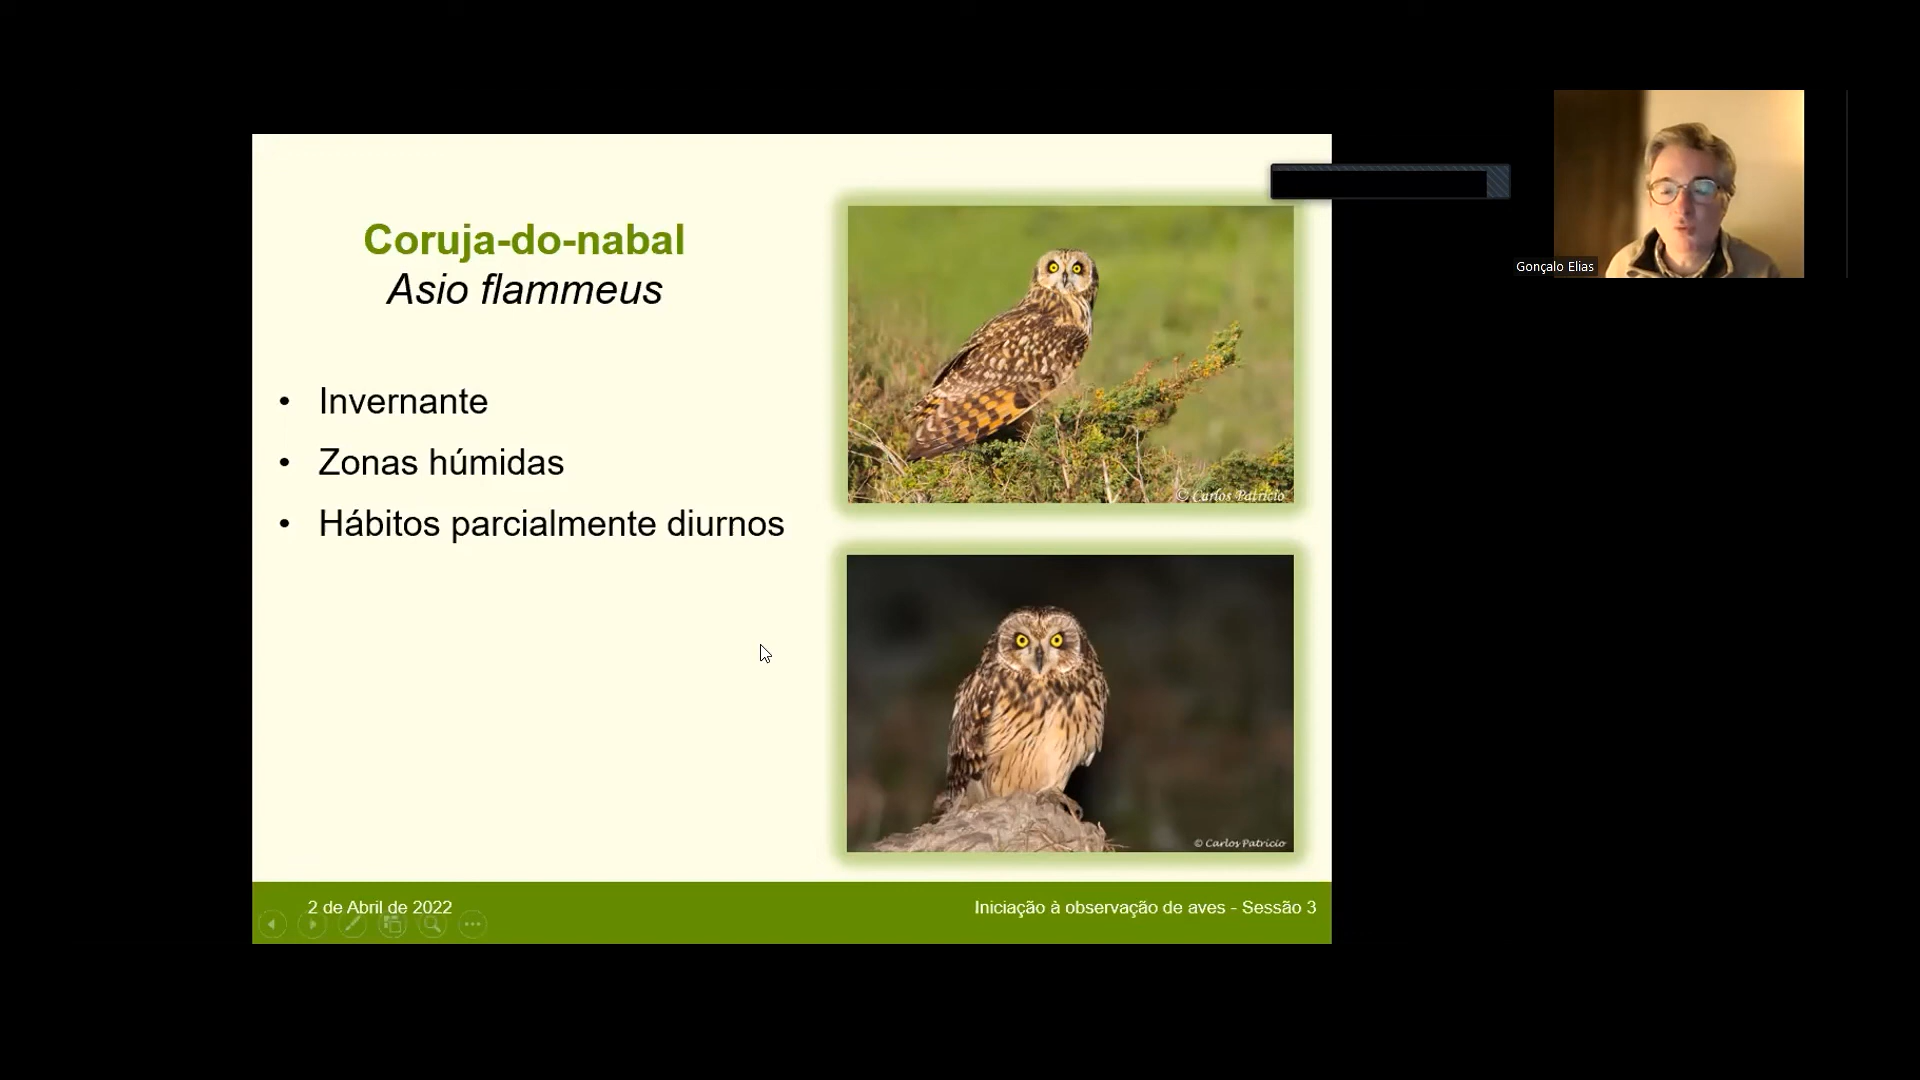 Coruja-do-nabal
Asio flammeus
• Invernante
• Zonas húmidas
• Hábitos parcialmente diurnos
© Carlos Patrício
© Carlos Patrício
2 de Abril de 2022
Iniciação à observação de aves - Sessão 3
Gonçalo Elias